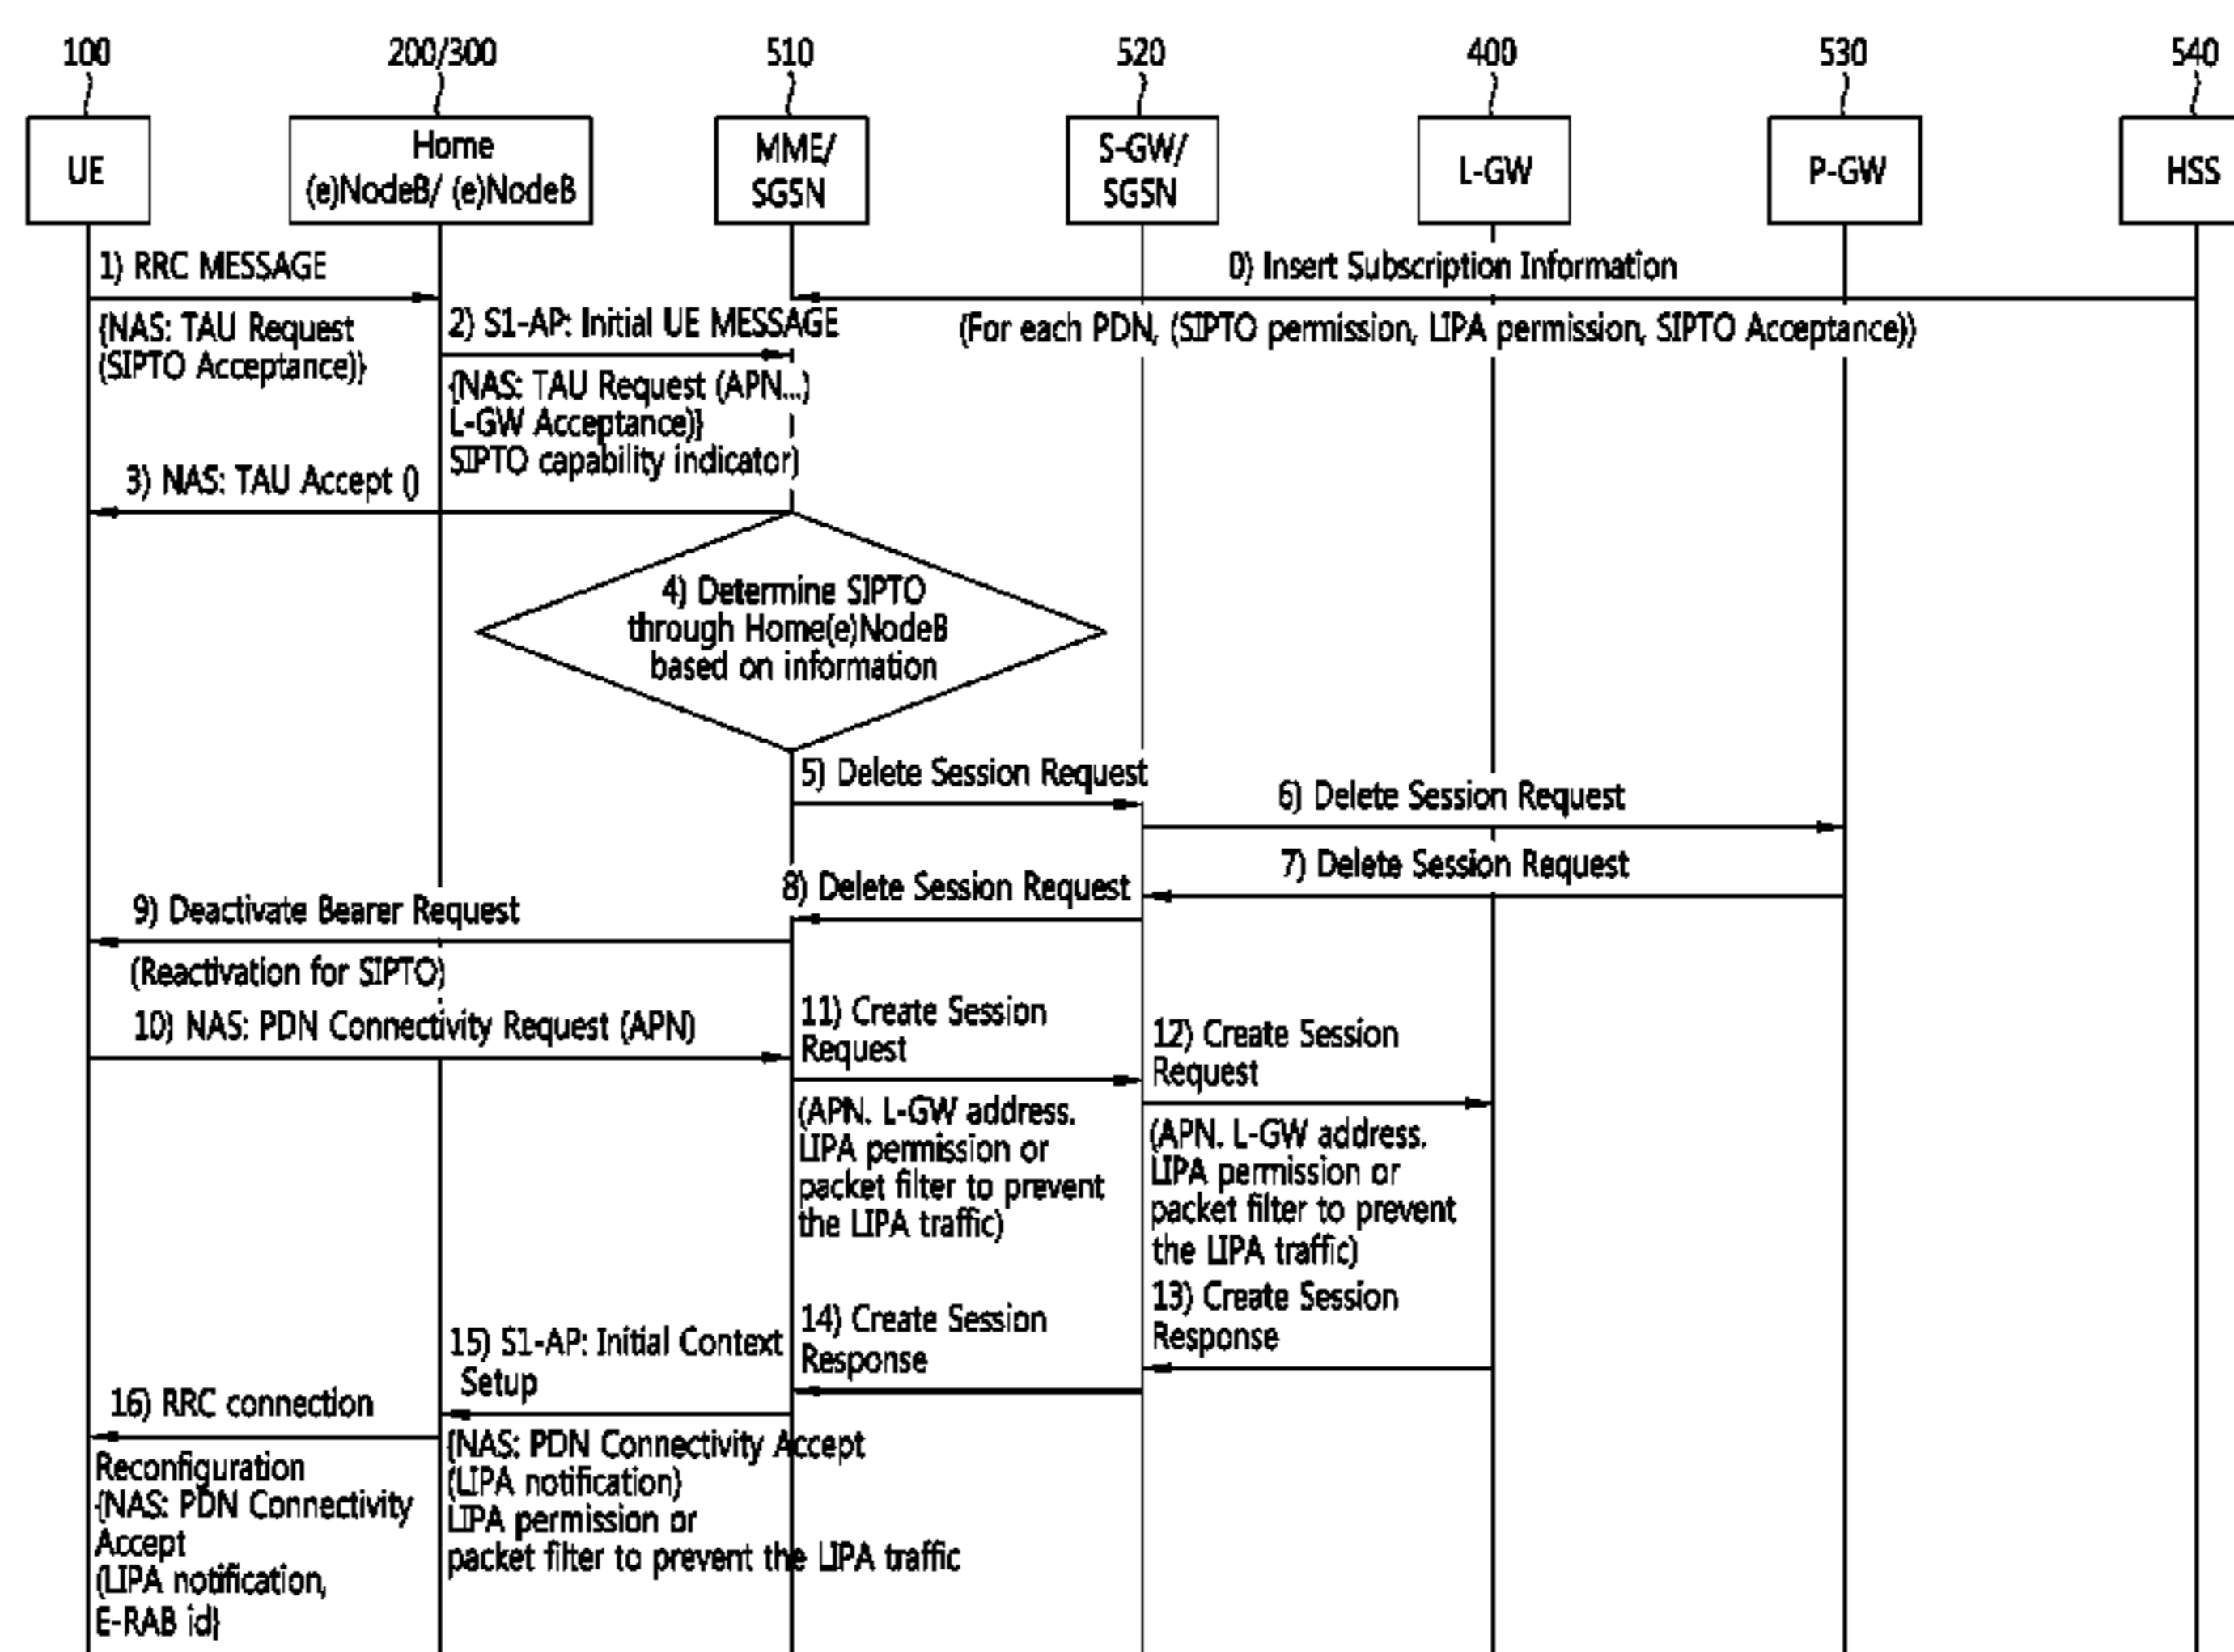 100
200/300
510
520
400
530
540
UE
Home
(e)NodeB/ (e)NodeB
MME/
SGSN
S-GW/
SGSN
L-GW
P-GW
HSS
1) RRC MESSAGE
{NAS: TAU Request
(SIPTO Acceptance)}
0) Insert Subscription Information
(For each PDN, (SIPTO permission, LIPA permission, SIPTO Acceptance))
2) S1-AP: Initial UE MESSAGE
{NAS: TAU Request (APN...)
L-GW Acceptance)}
SIPTO capability indicator)
3) NAS: TAU Accept ()
4) Determine SIPTO
through Home(e)NodeB
based on information
5) Delete Session Request
6) Delete Session Request
7) Delete Session Request
8) Delete Session Request
9) Deactivate Bearer Request
(Reactivation for SIPTO)
10) NAS: PDN Connectivity Request (APN)
11) Create Session
Request
(APN. L-GW address.
LIPA permission or
packet filter to prevent
the LIPA traffic)
12) Create Session
Request
(APN. L-GW address.
LIPA permission or
packet filter to prevent
the LIPA traffic)
13) Create Session
Response
14) Create Session
Response
15) S1-AP: Initial Context
Setup
{NAS: PDN Connectivity Accept
(LIPA notification)
LIPA permission or
packet filter to prevent the LIPA traffic
16) RRC connection
Reconfiguration
{NAS: PDN Connectivity
Accept
(LIPA notification,
E-RAB id}